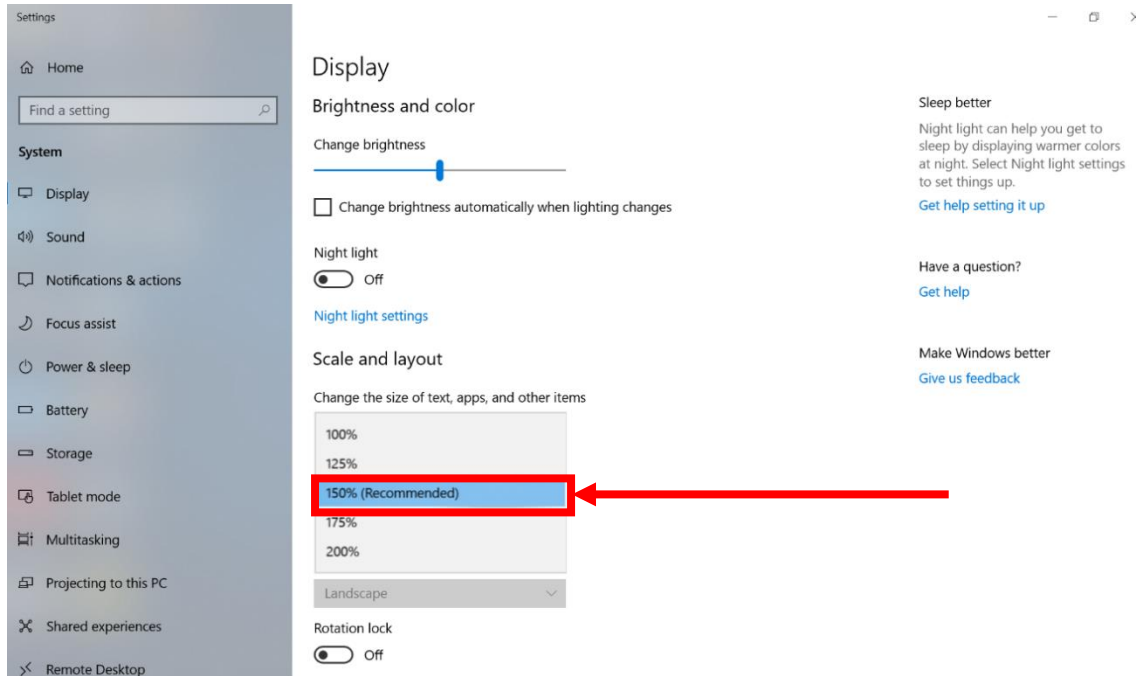 Settings
Home
Find a setting
System
Display
Sound
Notifications & actions
Focus assist
Power & sleep
Battery
Storage
Tablet mode
Multitasking
Projecting to this PC
Shared experiences
Remote Desktop
Display
Brightness and color
Change brightness
Change brightness automatically when lighting changes
Night light
Off
Night light settings
Scale and layout
Change the size of text, apps, and other items
100%
125%
150% (Recommended)
175%
200%
Landscape
Rotation lock
Off
Sleep better
Night light can help you get to
sleep by displaying warmer colors
at night. Select Night light settings
to set things up.
Get help setting it up
Have a question?
Get help
Make Windows better
Give us feedback